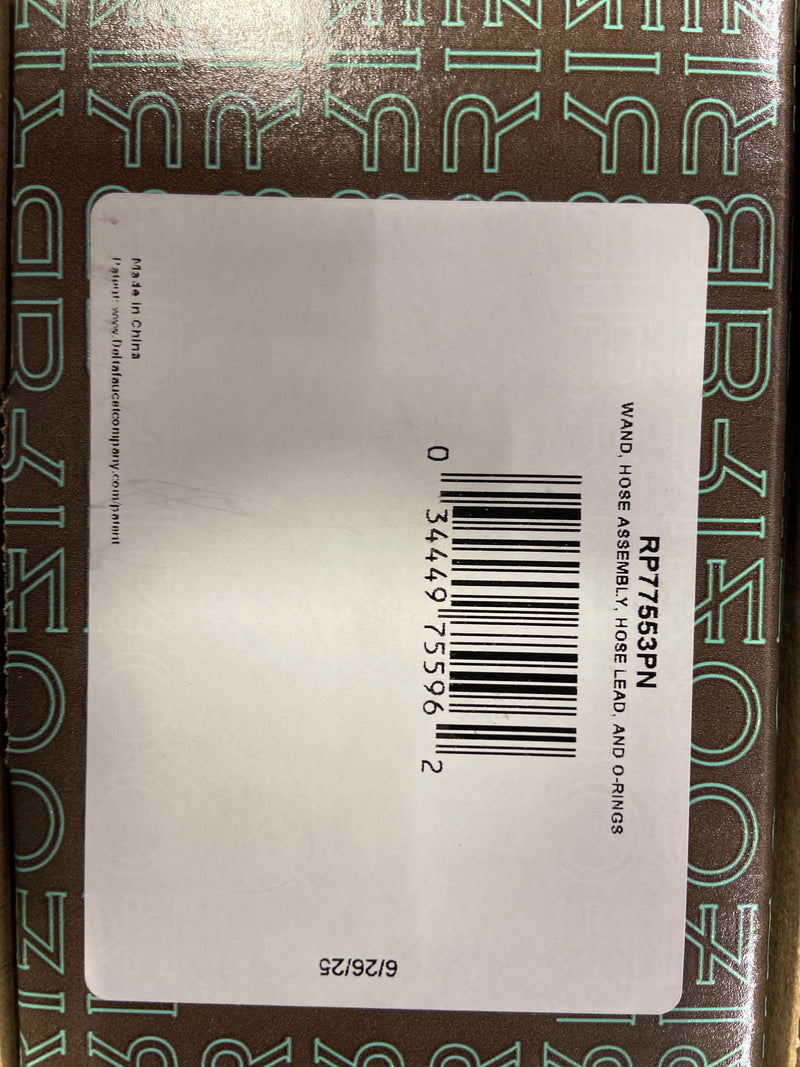 RP77553PN
WAND, HOSE ASSEMBLY, HOSE LEAD, AND O-RINGS
0 34449 75596 2
Made in China
Patent: www.Deltafaucetcompany.com/patent
6/26/25
BRIZO